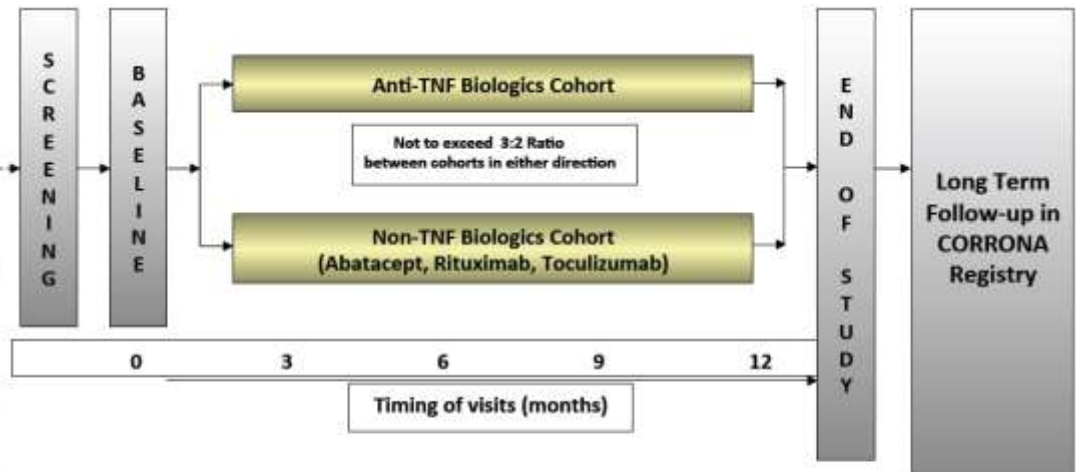 SCREENING
BASELINE
Anti-TNF Biologics Cohort
Not to exceed 3:2 Ratio
between cohorts in either direction
Non-TNF Biologics Cohort
(Abatacept, Rituximab, Toculizumab)
END OF STUDY
Long Term
Follow-up in
CORRONA
Registry
0 3 6 9 12
Timing of visits (months)